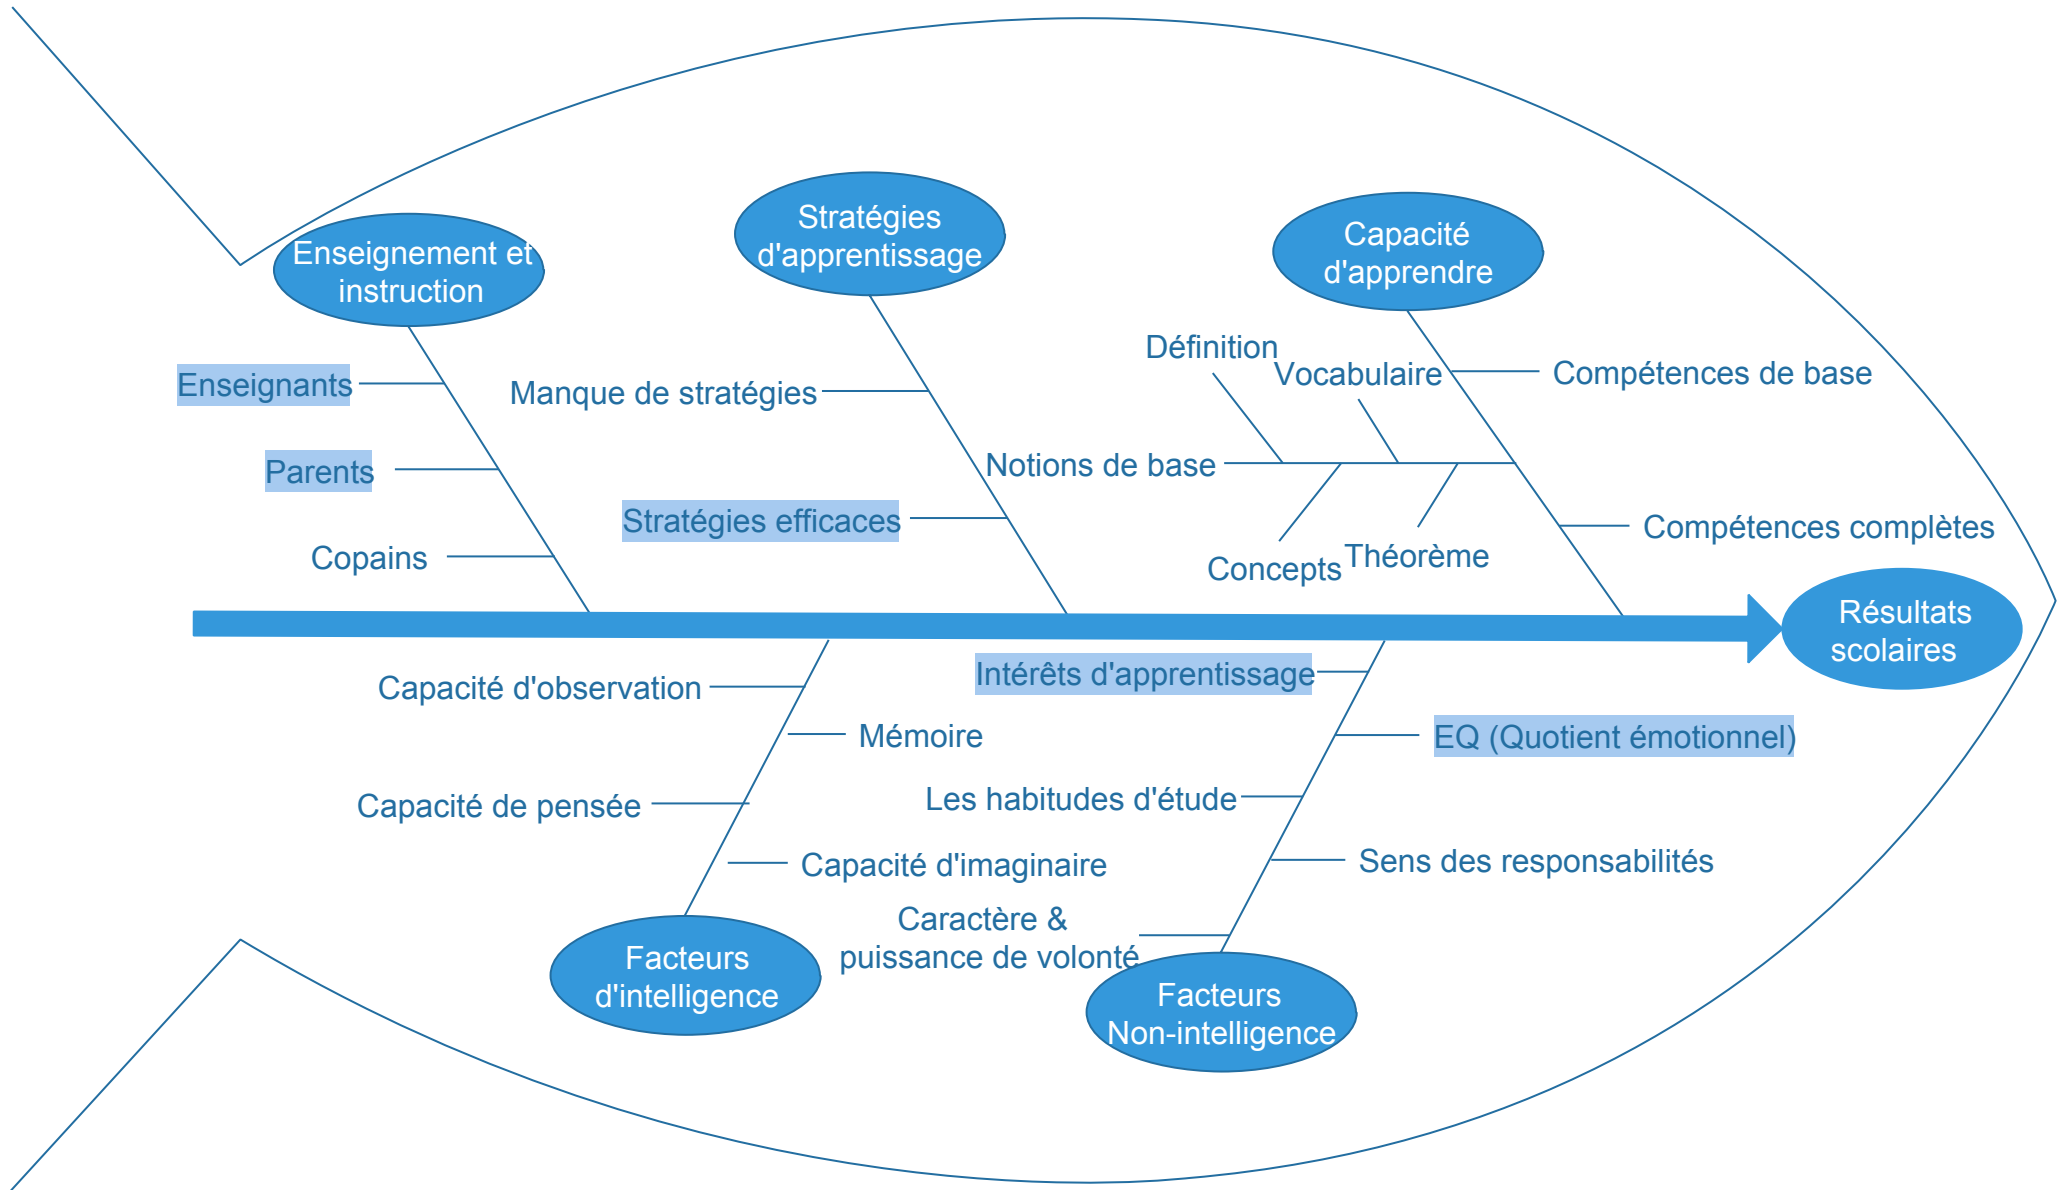 Enseignement et
instruction
Stratégies
d'apprentissage
Capacité
d'apprendre
Enseignants
Parents
Copains
Manque de stratégies
Stratégies efficaces
Définition
Vocabulaire
Compétences de base
Notions de base
Compétences complètes
Concepts
Théorème
Résultats
scolaires
Capacité d'observation
Mémoire
Capacité de pensée
Capacité d'imaginaire
Facteurs
d'intelligence
Intérêts d'apprentissage
EQ (Quotient émotionnel)
Les habitudes d'étude
Sens des responsabilités
Caractère &
puissance de volonté
Facteurs
Non-intelligence